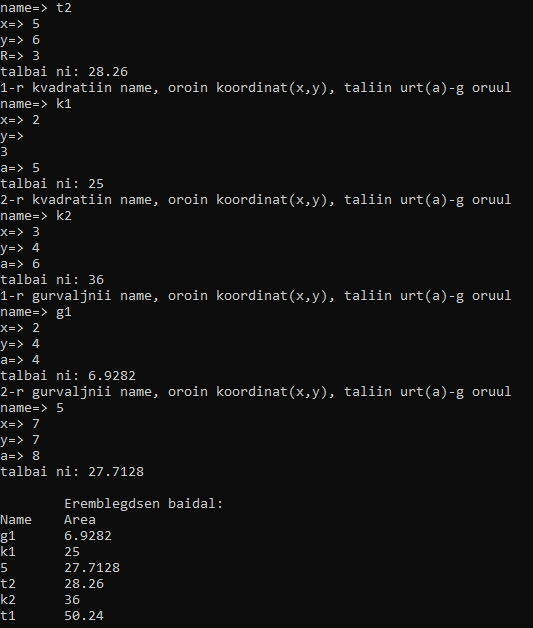 name=> t2
x=> 5
y=> 6
R=> 3
talbai ni: 28.26
1-r kvadratiin name, oroin koordinat(x,y), taliin urt(a)-g oruul
name=> k1
x=> 2
y=>
3
a=> 5
talbai ni: 25
2-r kvadratiin name, oroin koordinat(x,y), taliin urt(a)-g oruul
name=> k2
x=> 3
y=> 4
a=> 6
talbai ni: 36
1-r gurvaljnii name, oroin koordinat(x,y), taliin urt(a)-g oruul
name=> g1
x=> 2
y=> 4
a=> 4
talbai ni: 6.9282
2-r gurvaljnii name, oroin koordinat(x,y), taliin urt(a)-g oruul
name=> 5
x=> 7
y=> 7
a=> 8
talbai ni: 27.7128
Eremblegdsen baidal:
Name Area
g1 6.9282
k1 25
5 27.7128
t2 28.26
k2 36
t1 50.24